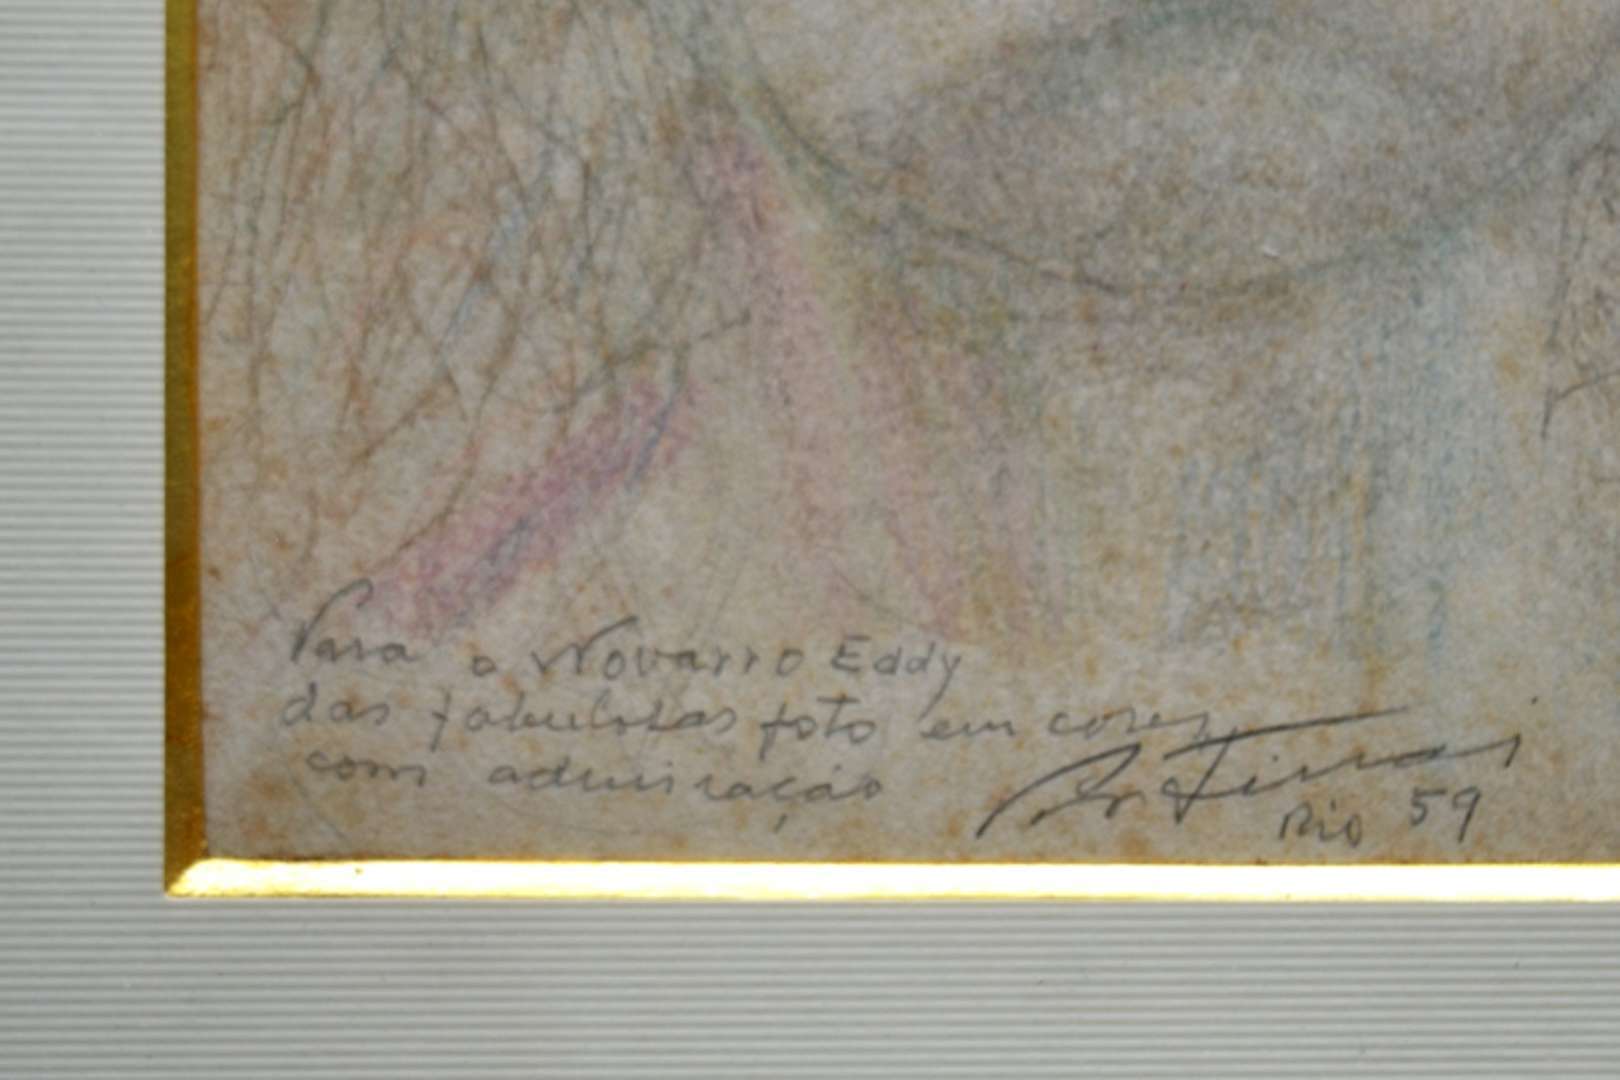 Para o Novarro Eddy
das fabulosas foto em cores
com admiração
Rio 59